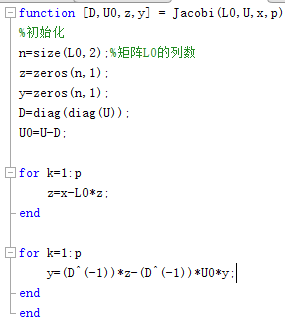 function [D,U0,z,y] = Jacobi(L0,U,x,p)
%初始化
n=size(L0,2);%矩阵L0的列数
z=zeros(n,1);
y=zeros(n,1);
D=diag(diag(U));
U0=U-D;
for k=1:p
z=x-L0*z;
end
for k=1:p
y=(D^(-1))*z-(D^(-1))*U0*y;
end
end